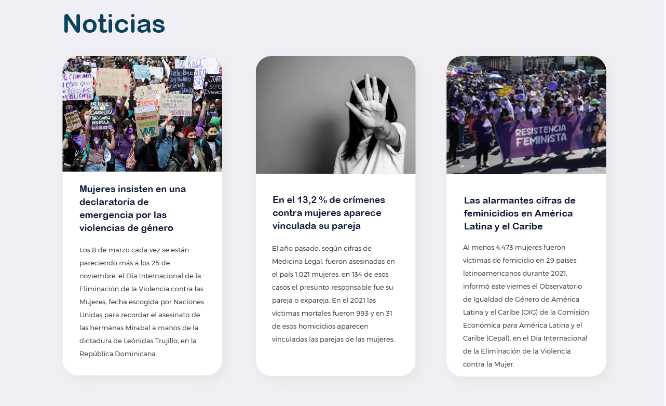 Noticias
RESISTENCIA
FEMINISTA
Mujeres insisten en una
declaratoria de
emergencia por las
violencias de género
Los 8 de marzo cada vez se están
pareciendo más a los 25 de
noviembre, el Día Internacional de la
Eliminación de la Violencia contra las
Mujeres, fecha escogida por Naciones
Unidas para recordar el asesinato de
las hermanas Mirabal a manos de la
dictadura de Leónidas Trujillo, en la
República Dominicana.
En el 13,2 % de crímenes
contra mujeres aparece
vinculada su pareja
El año pasado, según cifras de
Medicina Legal, fueron asesinadas en
el país 1.021 mujeres, en 134 de esos
casos el presunto responsable fue su
pareja o expareja. En el 2021 las
víctimas mortales fueron 993 y en 31
de esos homicidios aparecen
vinculadas las parejas de las mujeres.
Las alarmantes cifras de
feminicidios en América
Latina y el Caribe
Al menos 4.473 mujeres fueron
víctimas de femicidio en 29 países
latinoamericanos durante 2021,
informó este viernes el Observatorio
de Igualdad de Género de América
Latina y el Caribe (OIG) de la Comisión
Económica para América Latina y el
Caribe (Cepal), en el Día Internacional
de la Eliminación de la Violencia
contra la Mujer.